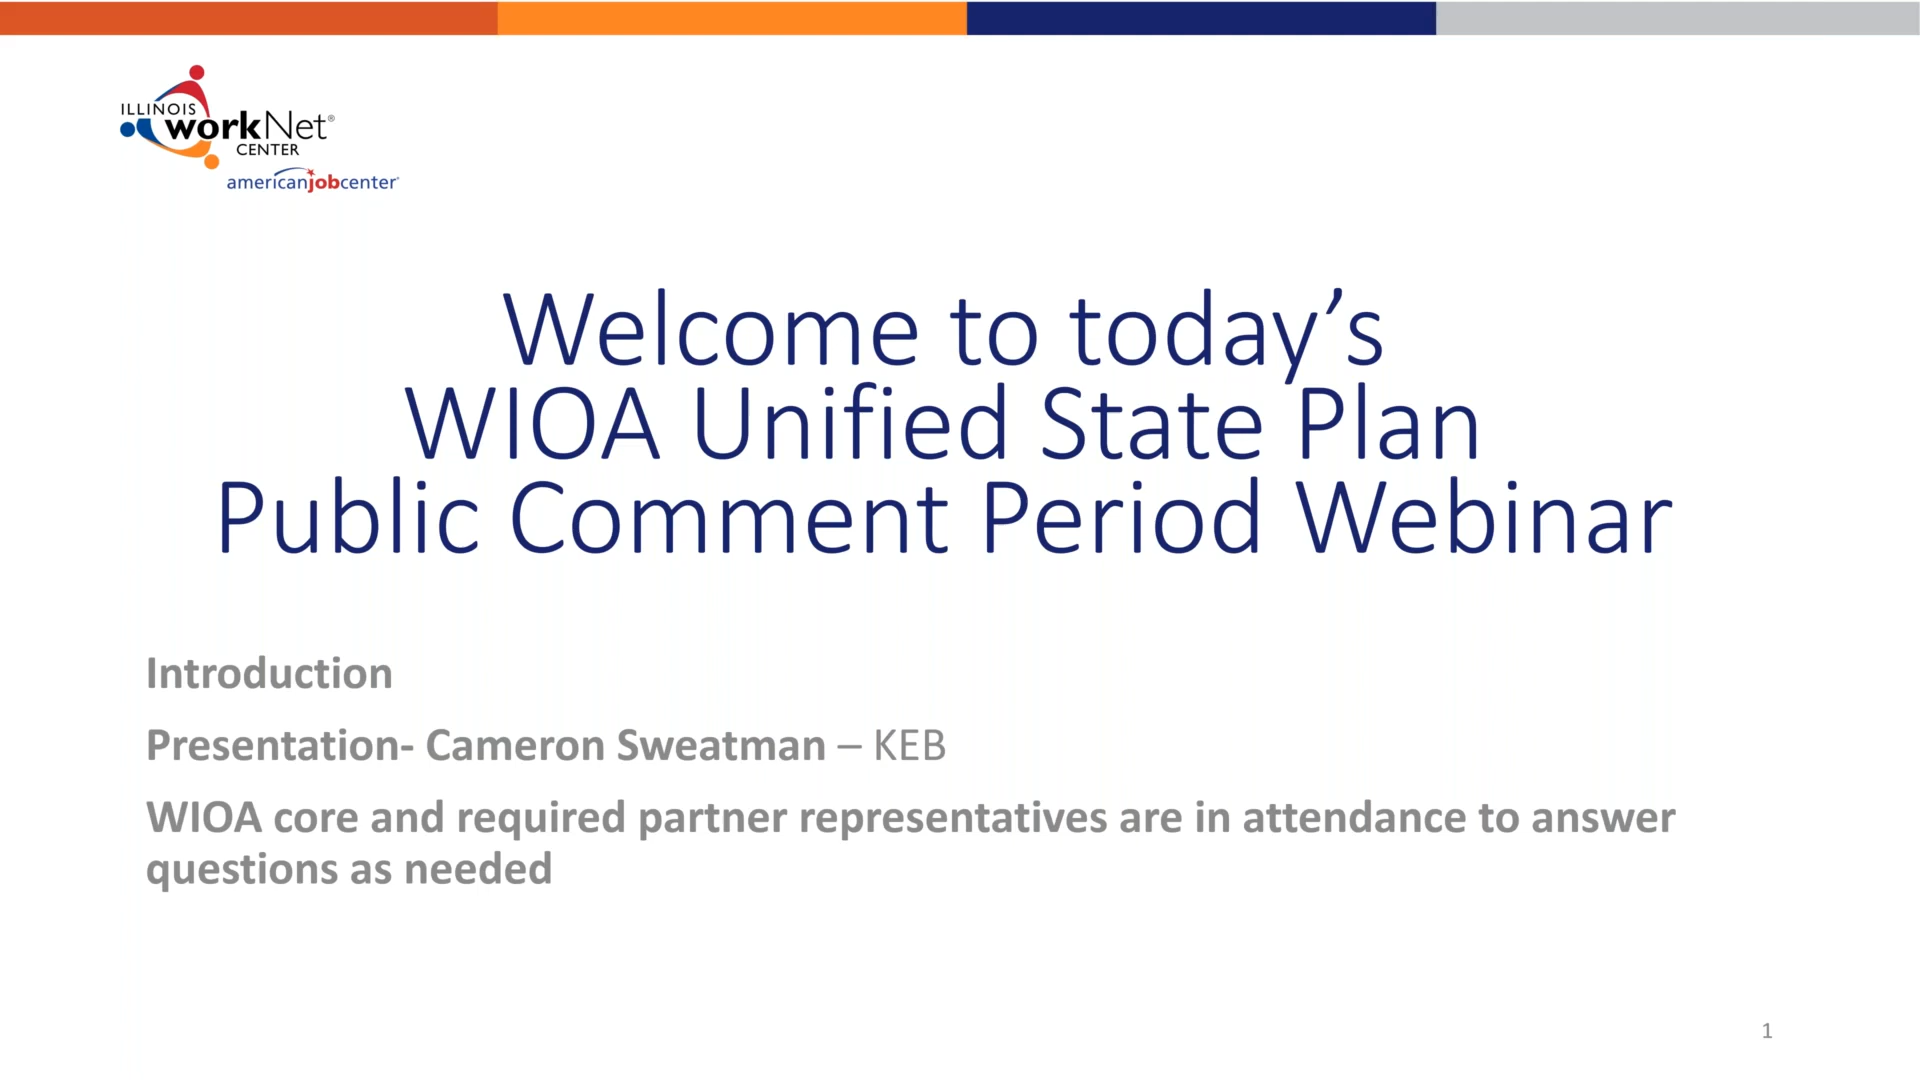 ILLINOIS
workNet®
CENTER
americanjobcenter®
Welcome to today’s
WIOA Unified State Plan
Public Comment Period Webinar
Introduction
Presentation- Cameron Sweatman – KEB
WIOA core and required partner representatives are in attendance to answer
questions as needed
1